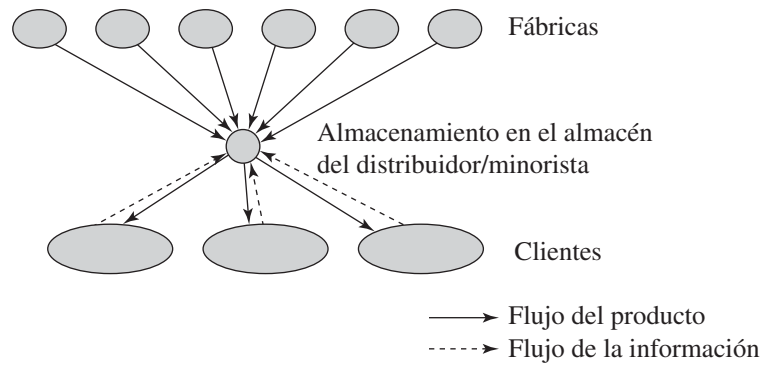 Fábricas
Almacenamiento en el almacén
del distribuidor/minorista
Clientes
Flujo del producto
Flujo de la información